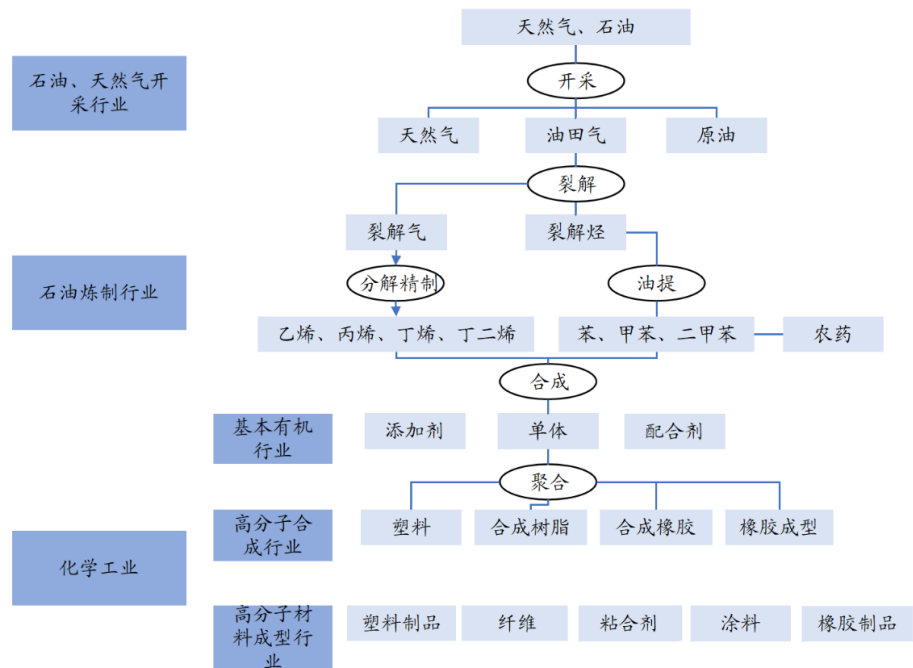 天然气、石油
石油、天然气开
采行业
开采
天然气
油田气
原油
裂解
裂解气
裂解烃
石油炼制行业
分解精制
油提
乙烯、丙烯、丁烯、丁二烯
苯、甲苯、二甲苯
农药
合成
基本有机
行业
添加剂
单体
配合剂
聚合
高分子合
成行业
塑料
合成树脂
合成橡胶
橡胶成型
化学工业
高分子材
料成型行
业
塑料制品
纤维
粘合剂
涂料
橡胶制品